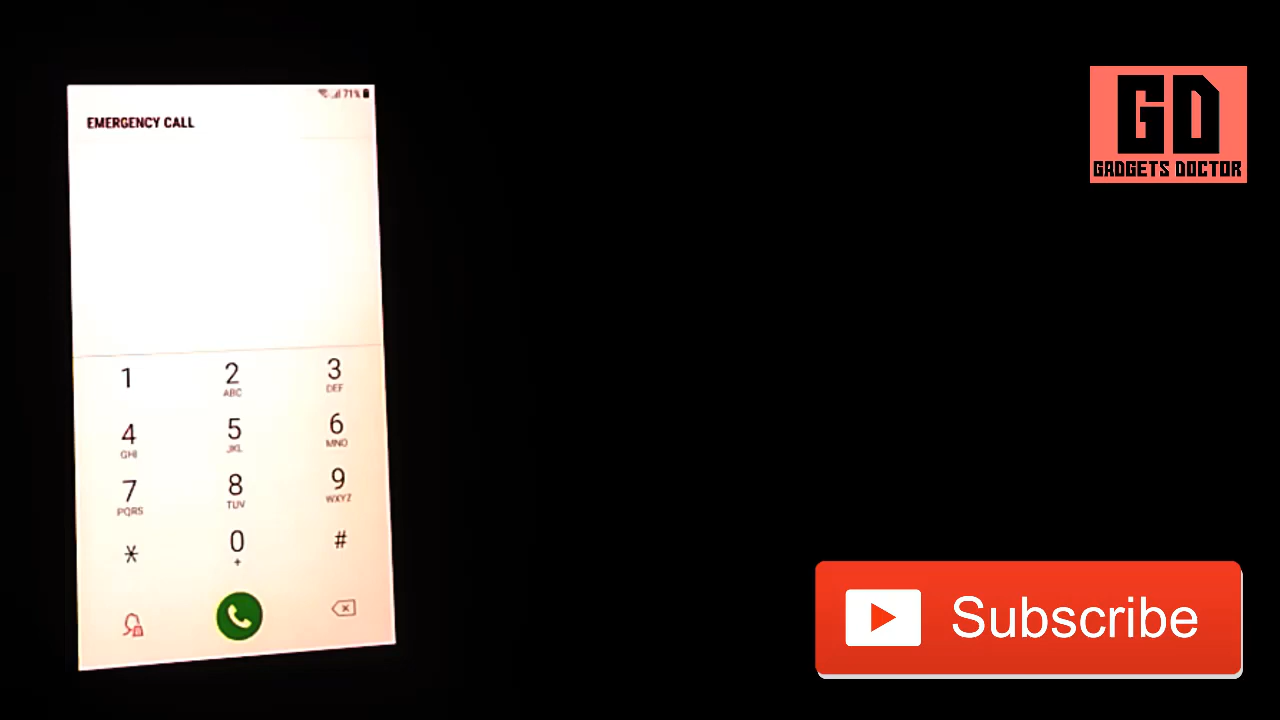 71%
EMERGENCY CALL
1
2
3
ABC
DEF
4
5
6
GHI
JKL
MNO
7
8
9
PQRS
TUV
WXYZ
*
0
#
+
GD
GADGETS DOCTOR
Subscribe